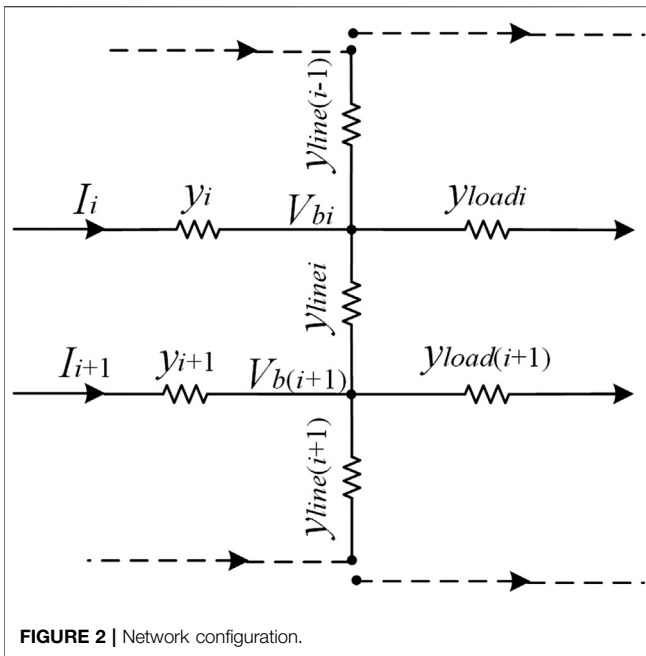 yline(i-1)
Ii
yi
Vbi
yloadi
ylinei
Ii+1
yi+1
Vb(i+1)
yload(i+1)
yline(i+1)
FIGURE 2 | Network configuration.